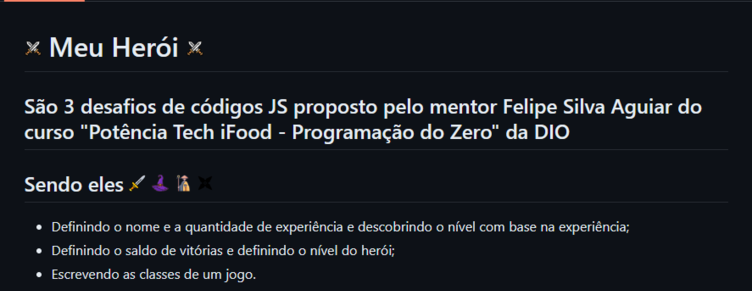 Meu Herói
São 3 desafios de códigos JS proposto pelo mentor Felipe Silva Aguiar do
curso "Potência Tech iFood - Programação do Zero" da DIO
Sendo eles
• Definindo o nome e a quantidade de experiência e descobrindo o nível com base na experiência;
• Definindo o saldo de vitórias e definindo o nível do herói;
• Escrevendo as classes de um jogo.